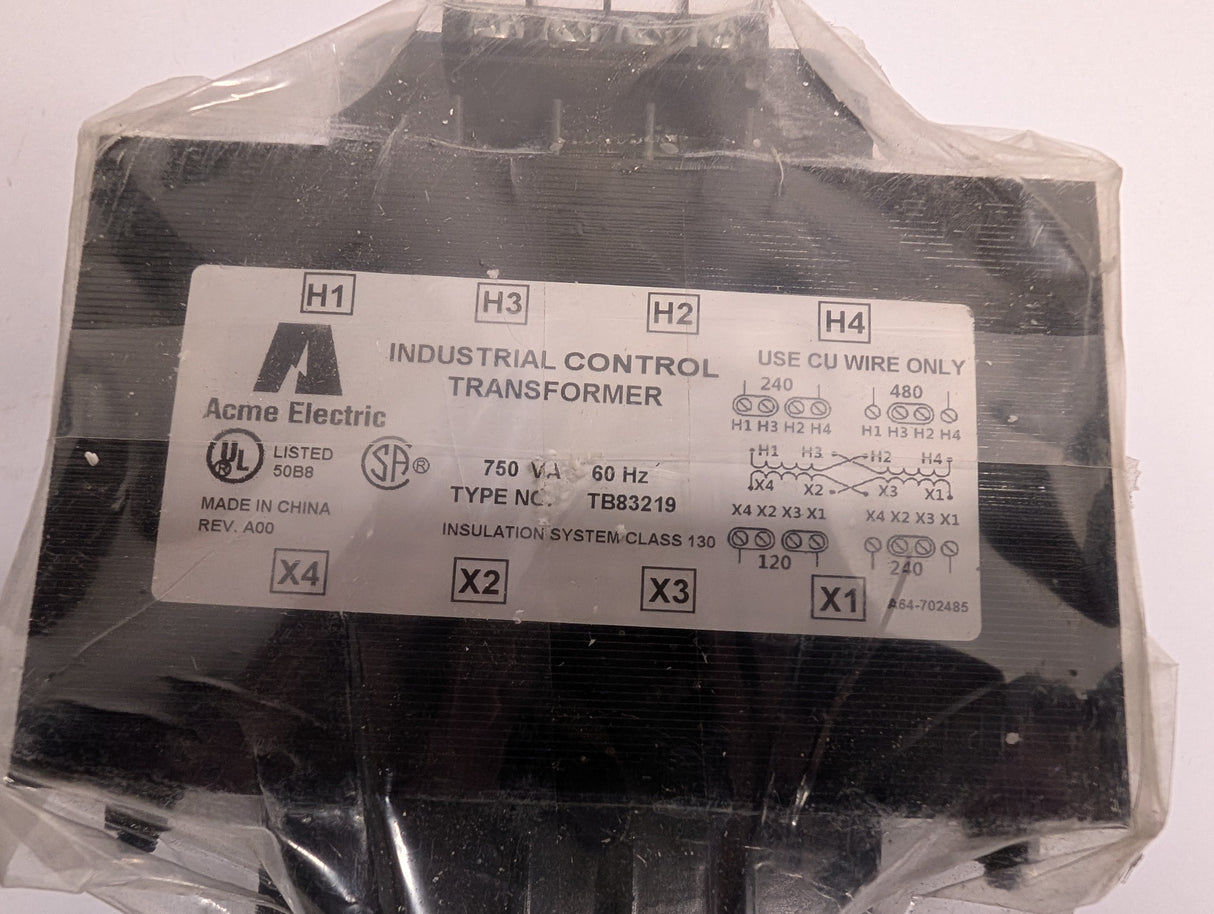 H1 H3 H2 H4
Acme Electric
UL ® LISTED
50B8
SA ®
MADE IN CHINA
REV. A00
INDUSTRIAL CONTROL
TRANSFORMER
750 VA 60 Hz
TYPE NO. TB83219
INSULATION SYSTEM CLASS 130
USE CU WIRE ONLY
240 480
H1 H3 H2 H4 H1 H3 H2 H4
H1 H3 H2 H4
X4 X2 X3 X1
X4 X2 X3 X1 X4 X2 X3 X1
120 240
X4 X2 X3 X1
A64-702485